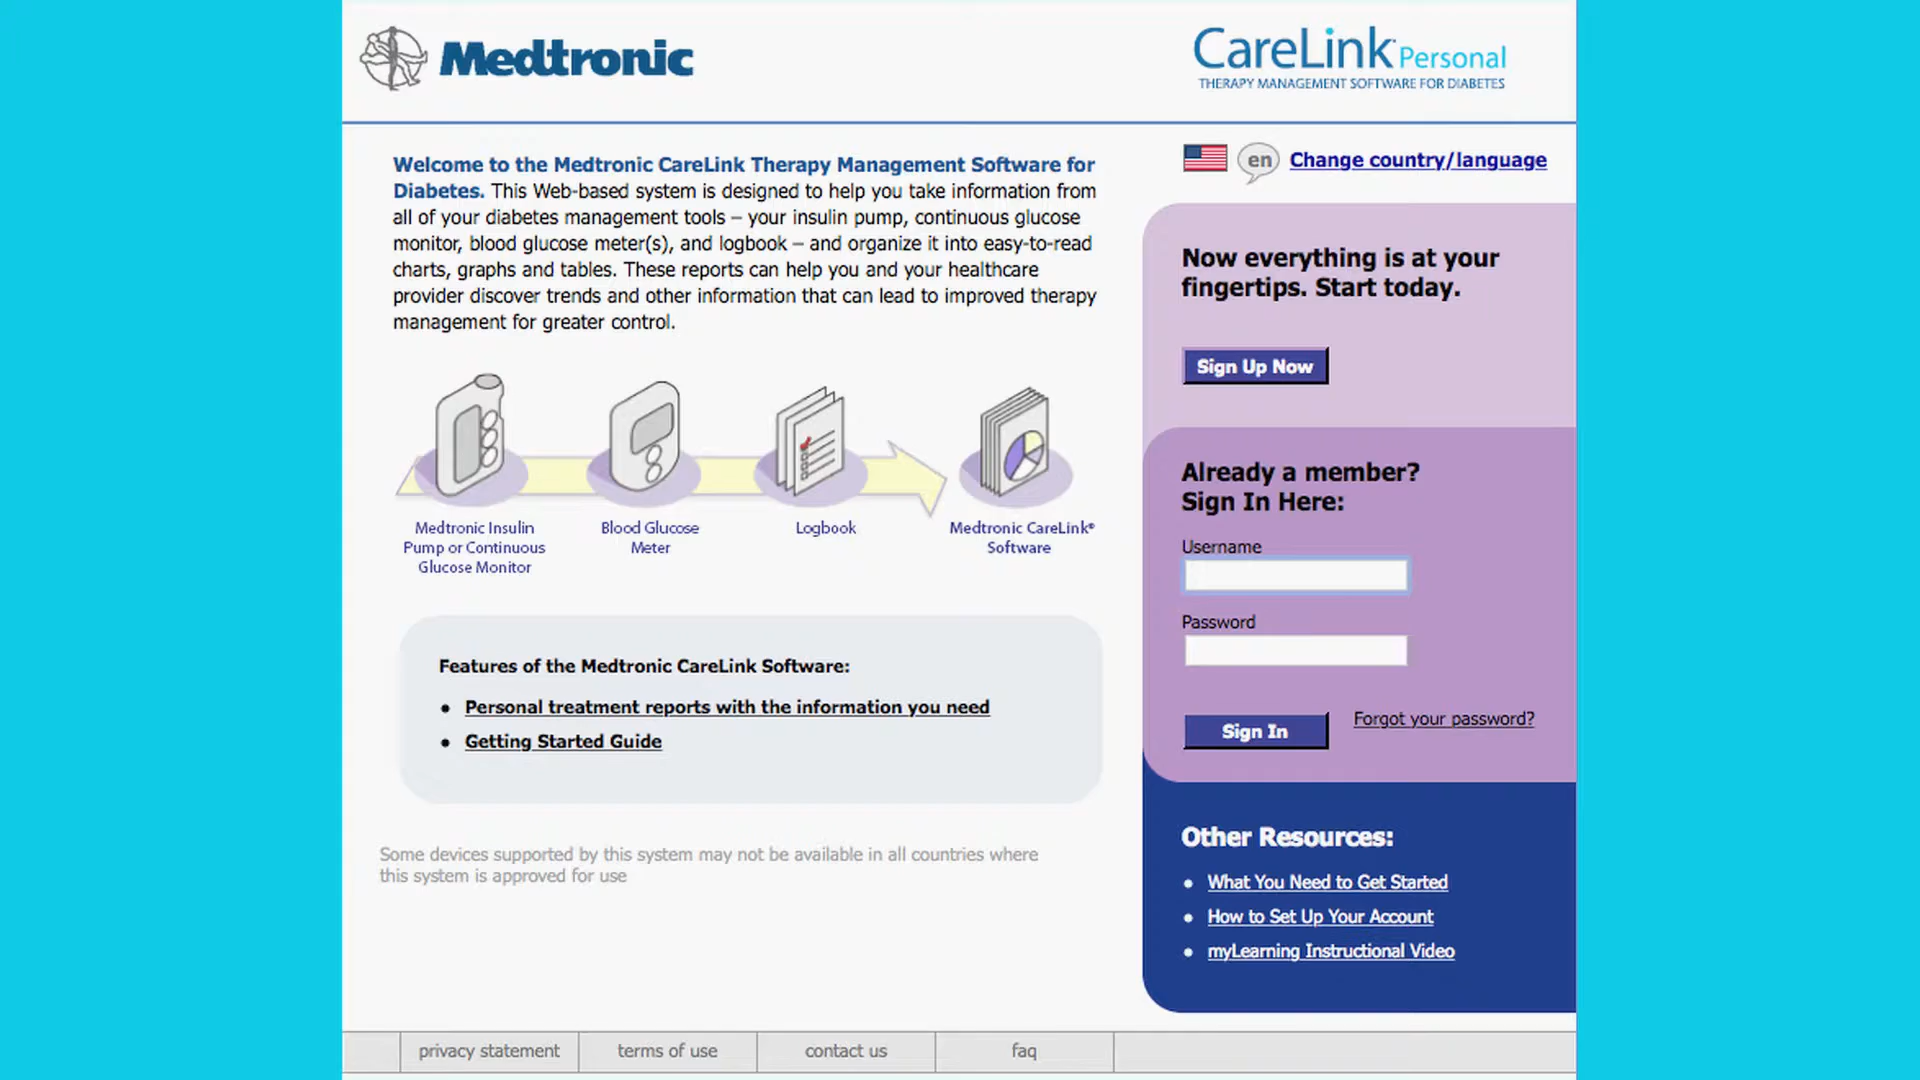 Medtronic
CareLink Personal
THERAPY MANAGEMENT SOFTWARE FOR DIABETES
en Change country/language
Welcome to the Medtronic CareLink Therapy Management Software for
Diabetes. This Web-based system is designed to help you take information from
all of your diabetes management tools – your insulin pump, continuous glucose
monitor, blood glucose meter(s), and logbook – and organize it into easy-to-read
charts, graphs and tables. These reports can help you and your healthcare
provider discover trends and other information that can lead to improved therapy
management for greater control.
Medtronic Insulin
Pump or Continuous
Glucose Monitor
Blood Glucose
Meter
Logbook
Medtronic CareLink®
Software
Features of the Medtronic CareLink Software:
• Personal treatment reports with the information you need
• Getting Started Guide
Some devices supported by this system may not be available in all countries where
this system is approved for use
Now everything is at your
fingertips. Start today.
Sign Up Now
Already a member?
Sign In Here:
Username
Password
Sign In
Forgot your password?
Other Resources:
• What You Need to Get Started
• How to Set Up Your Account
• myLearning Instructional Video
privacy statement
terms of use
contact us
faq